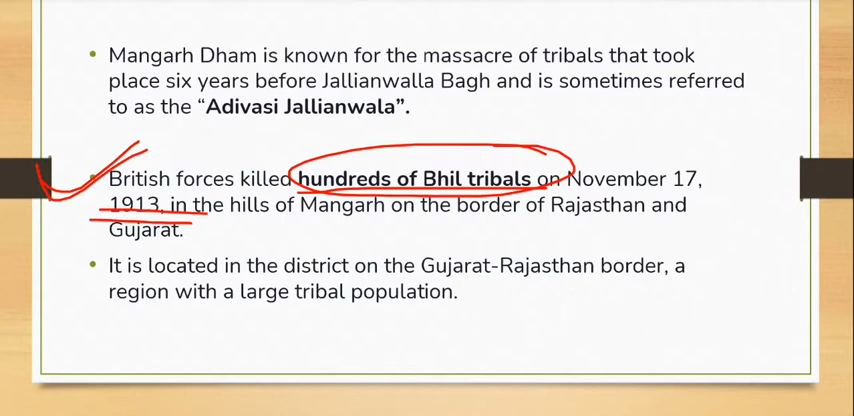 Mangarh Dham is known for the massacre of tribals that took
place six years before Jallianwalla Bagh and is sometimes referred
to as the “Adivasi Jallianwala”.
British forces killed hundreds of Bhil tribals on November 17,
1913, in the hills of Mangarh on the border of Rajasthan and
Gujarat.
It is located in the district on the Gujarat-Rajasthan border, a
region with a large tribal population.